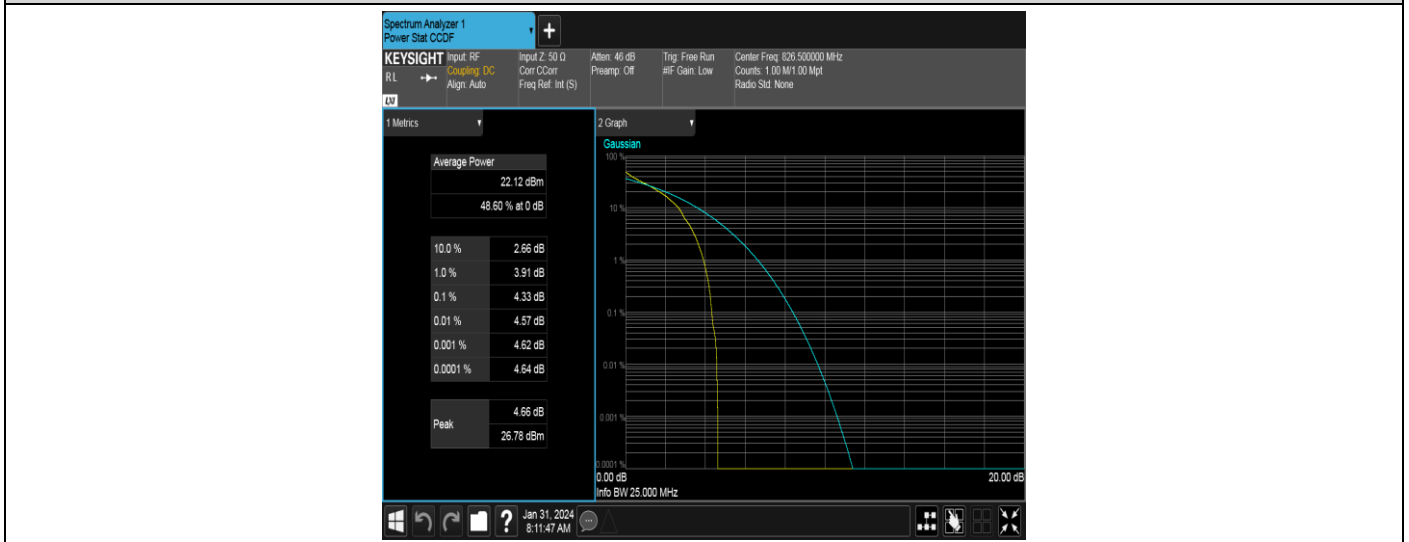 Spectrum Analyzer 1
Power Stat CCDF
+
KEYSIGHT
RL
LXI
Input: RF
Coupling: DC
Align: Auto
Input Z: 50 Ω
Corr CCorr
Freq Ref: Int (S)
Atten: 46 dB
Preamp: Off
Trig: Free Run
#IF Gain: Low
Center Freq: 826.500000 MHz
Counts: 1.00 M/1.00 Mpt
Radio Std: None
1 Metrics
Average Power
22.12 dBm
48.60 % at 0 dB
10.0 % 2.66 dB
1.0 % 3.91 dB
0.1 % 4.33 dB
0.01 % 4.57 dB
0.001 % 4.62 dB
0.0001 % 4.64 dB
Peak
4.66 dB
26.78 dBm
2 Graph
Gaussian
100 %
10 %
1 %
0.1 %
0.01 %
0.001 %
0.0001 %
0.00 dB
20.00 dB
Info BW 25.000 MHz
?
Jan 31, 2024
8:11:47 AM